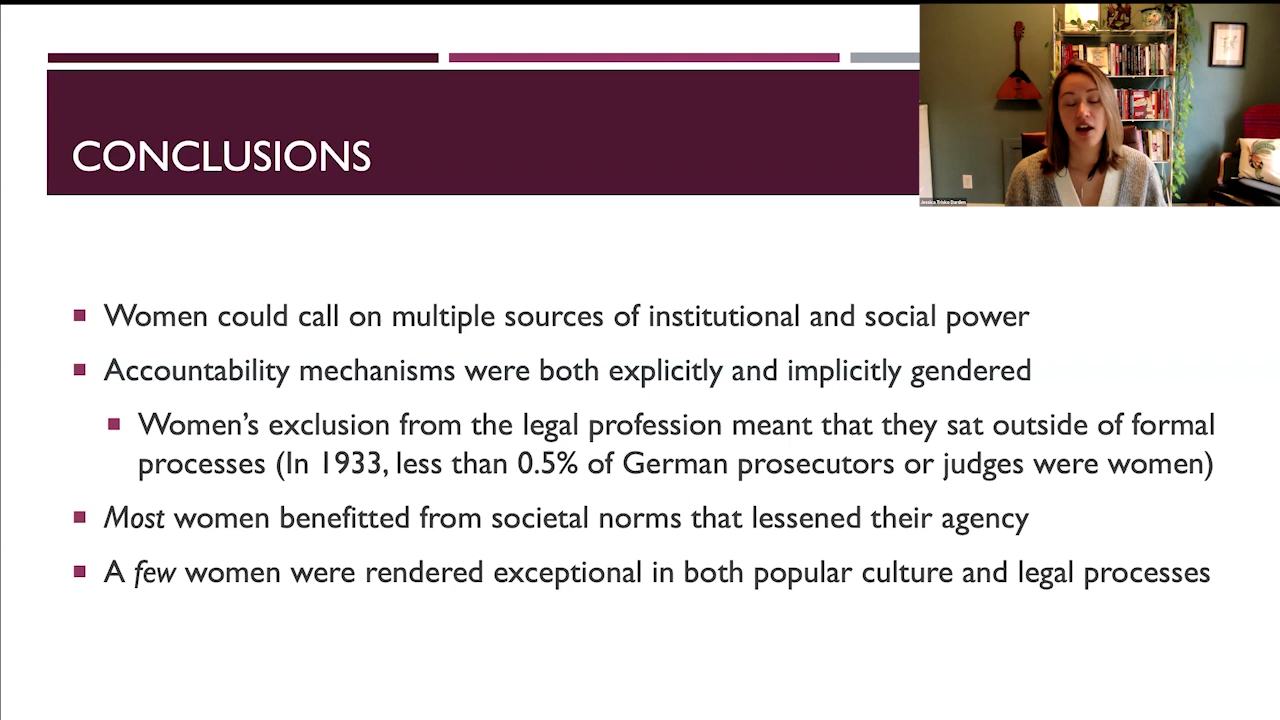 CONCLUSIONS
Jessica Trisko Darden
Women could call on multiple sources of institutional and social power
Accountability mechanisms were both explicitly and implicitly gendered
Women’s exclusion from the legal profession meant that they sat outside of formal
processes (In 1933, less than 0.5% of German prosecutors or judges were women)
Most women benefitted from societal norms that lessened their agency
A few women were rendered exceptional in both popular culture and legal processes